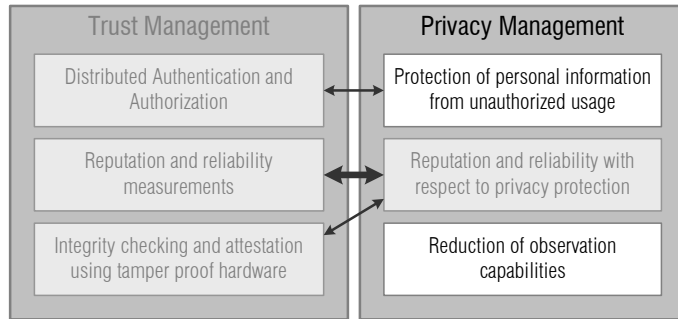 Trust Management
Distributed Authentication and
Authorization
Reputation and reliability
measurements
Integrity checking and attestation
using tamper proof hardware
Privacy Management
Protection of personal information
from unauthorized usage
Reputation and reliability with
respect to privacy protection
Reduction of observation
capabilities